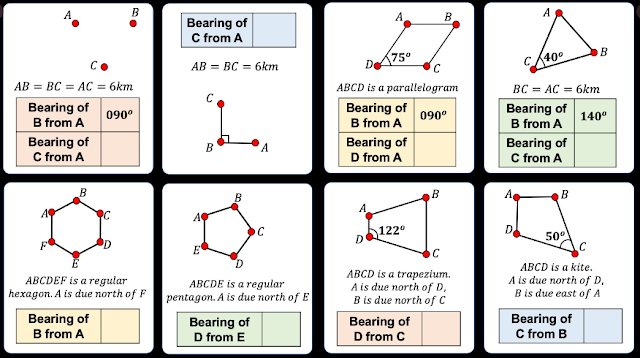 A
B
C
AB = BC = AC = 6km
Bearing of B from A
090°
Bearing of C from A
Bearing of C from A
AB = BC = 6km
C
B
A
A
B
D
75°
C
ABCD is a parallelogram
Bearing of B from A
090°
Bearing of D from A
A
B
C
40°
BC = AC = 6km
Bearing of B from A
140°
Bearing of C from A
B
A
C
F
D
E
ABCDEF is a regular
hexagon. A is due north of F
Bearing of B from A
B
A
C
E
D
ABCDE is a regular
pentagon. A is due north of E
Bearing of D from E
B
A
D
122°
C
ABCD is a trapezium.
A is due north of D,
B is due north of C
Bearing of D from C
A
B
D
50°
C
ABCD is a kite.
A is due north of D,
B is due east of A
Bearing of C from B